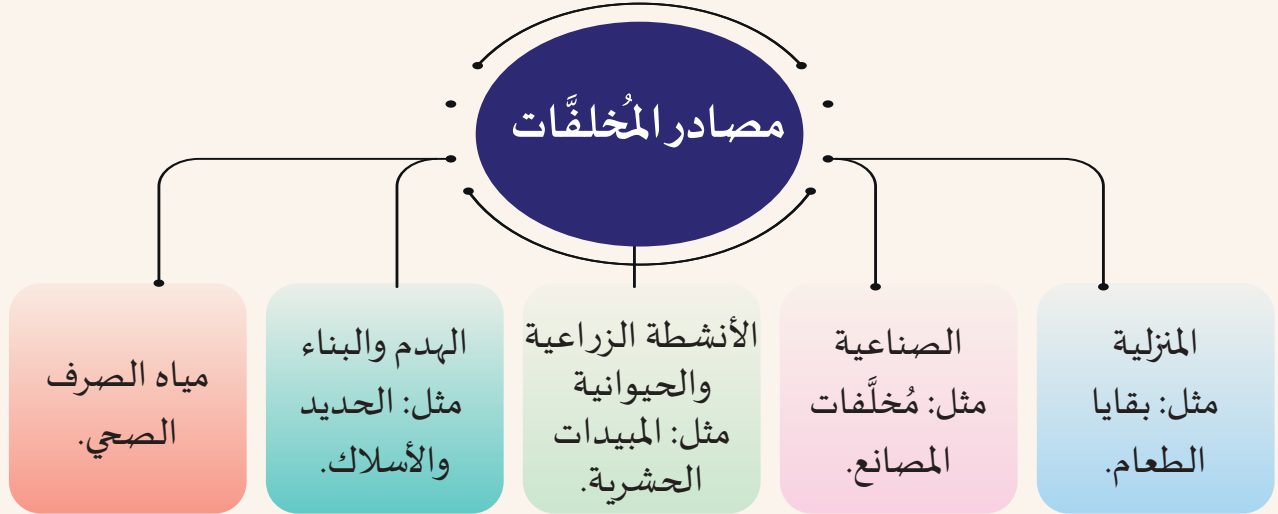 مصادر المُخلفَّات
المنزلية
مثل: بقايا
الطعام.
الصناعية
مثل: مُخلَّفات
المصانع.
الأنشطة الزراعية
والحيوانية
مثل: المبيدات
الحشرية.
الهدم والبناء
مثل: الحديد
والأسلاك.
مياه الصرف
الصحي.